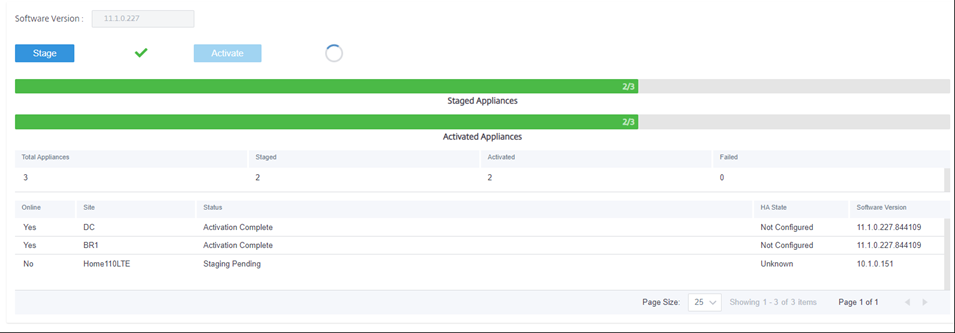 Software Version : 11.1.0.227
Stage Activate
2/3
Staged Appliances
2/3
Activated Appliances
Total Appliances Staged Activated Failed
3 2 2 0
Online Site Status HA State Software Version
Yes DC Activation Complete Not Configured 11.1.0.227.844109
Yes BR1 Activation Complete Not Configured 11.1.0.227.844109
No Home110LTE Staging Pending Unknown 10.1.0.151
Page Size: 25 Showing 1 - 3 of 3 items Page 1 of 1